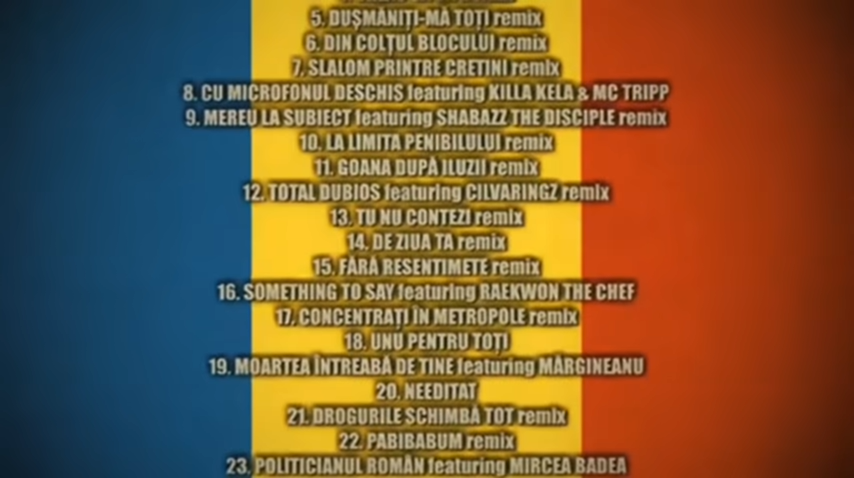 5. DUȘMĂNIȚI-MĂ TOȚI remix
6. DIN COLȚUL BLOCULUI remix
7. SLALOM PRINTRE CRETINI remix
8. CU MICROFONUL DESCHIS featuring KILLA KELA & MC TRIPP
9. MEREU LA SUBIECT featuring SHABAZZ THE DISCIPLE remix
10. LA LIMITA PENIBILULUI remix
11. GOANA DUPĂ ILUZII remix
12. TOTAL DUBIOS featuring CILVARINGZ remix
13. TU NU CONTEZI remix
14. DE ZIUA TA remix
15. FĂRĂ RESENTIMETE remix
16. SOMETHING TO SAY featuring RAEKWON THE CHEF
17. CONCENTRAȚI ÎN METROPOLE remix
18. UNU PENTRU TOȚI
19. MOARTEA ÎNTREABĂ DE TINE featuring MĂRGINEANU
20. NEEDITAT
21. DROGURILE SCHIMBĂ TOT remix
22. PABIBABUM remix
23. POLITICIANUL ROMÂN featuring MIRCEA BADEA